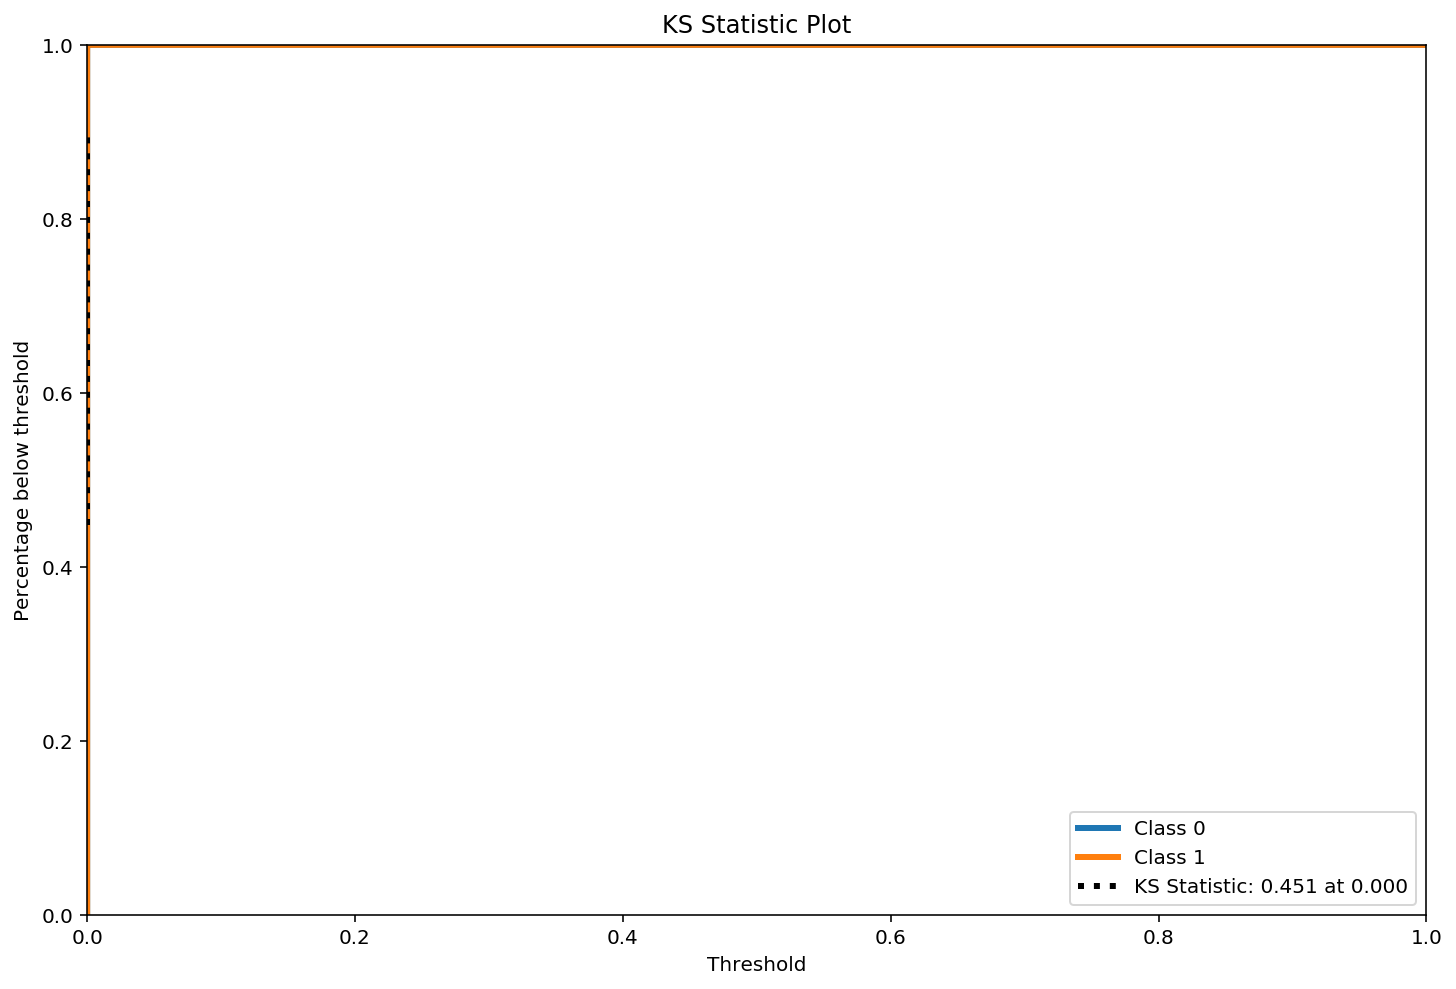 KS Statistic Plot
1.0
0.8
0.6
0.4
0.2
0.0
Percentage below threshold
0.0 0.2 0.4 0.6 0.8 1.0
Threshold
Class 0
Class 1
KS Statistic: 0.451 at 0.000